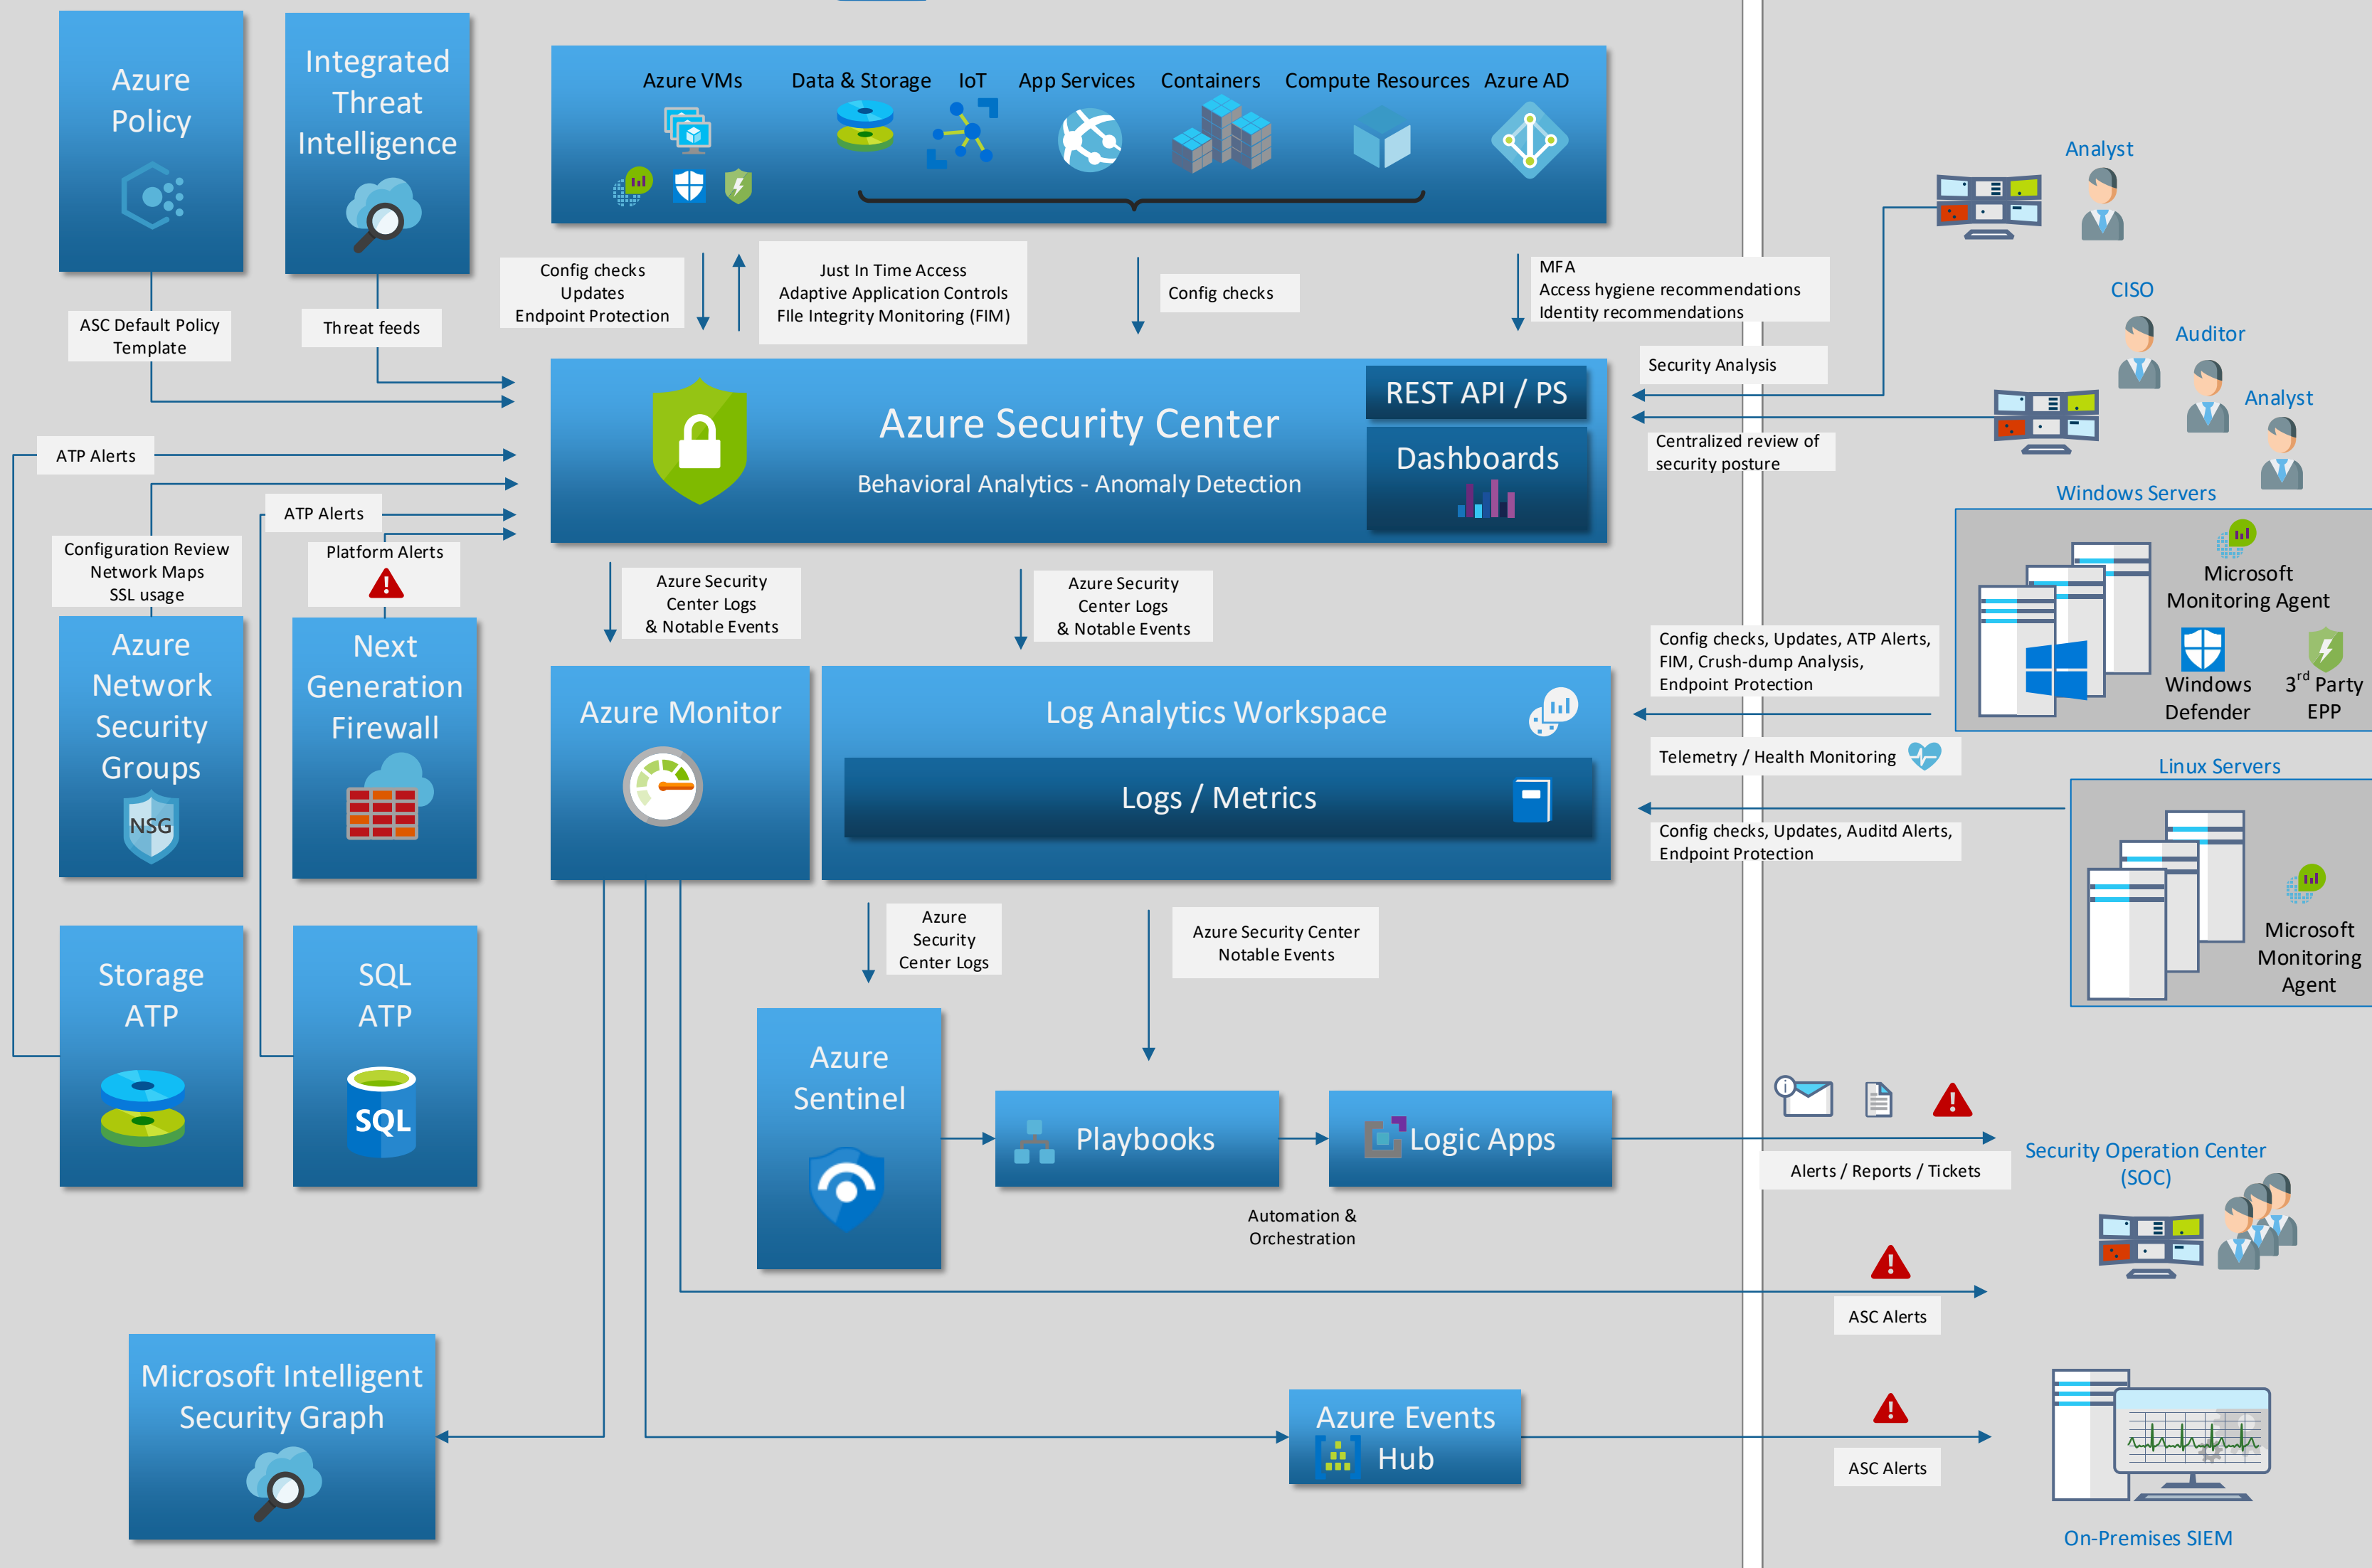 Azure
Policy
Integrated
Threat
Intelligence
Azure VMs
Data & Storage
IoT
App Services
Containers
Compute Resources
Azure AD
Analyst
CISO
Auditor
Analyst
ASC Default Policy
Template
Threat feeds
Config checks
Updates
Endpoint Protection
Just In Time Access
Adaptive Application Controls
FIle Integrity Monitoring (FIM)
Config checks
MFA
Access hygiene recommendations
Identity recommendations
Security Analysis
Centralized review of
security posture
Azure Security Center
Behavioral Analytics - Anomaly Detection
REST API / PS
Dashboards
ATP Alerts
ATP Alerts
Configuration Review
Network Maps
SSL usage
Platform Alerts
Azure Security
Center Logs
& Notable Events
Azure Security
Center Logs
& Notable Events
Windows Servers
Microsoft
Monitoring Agent
Windows
Defender
3rd Party
EPP
Azure
Network
Security
Groups
NSG
Next
Generation
Firewall
Azure Monitor
Log Analytics Workspace
Logs / Metrics
Config checks, Updates, ATP Alerts,
FIM, Crush-dump Analysis,
Endpoint Protection
Telemetry / Health Monitoring
Config checks, Updates, Auditd Alerts,
Endpoint Protection
Linux Servers
Microsoft
Monitoring
Agent
Storage
ATP
SQL
ATP
SQL
Azure
Security
Center Logs
Azure Security Center
Notable Events
Azure
Sentinel
Playbooks
Logic Apps
Automation &
Orchestration
Alerts / Reports / Tickets
Security Operation Center
(SOC)
ASC Alerts
Microsoft Intelligent
Security Graph
Azure Events
Hub
ASC Alerts
On-Premises SIEM